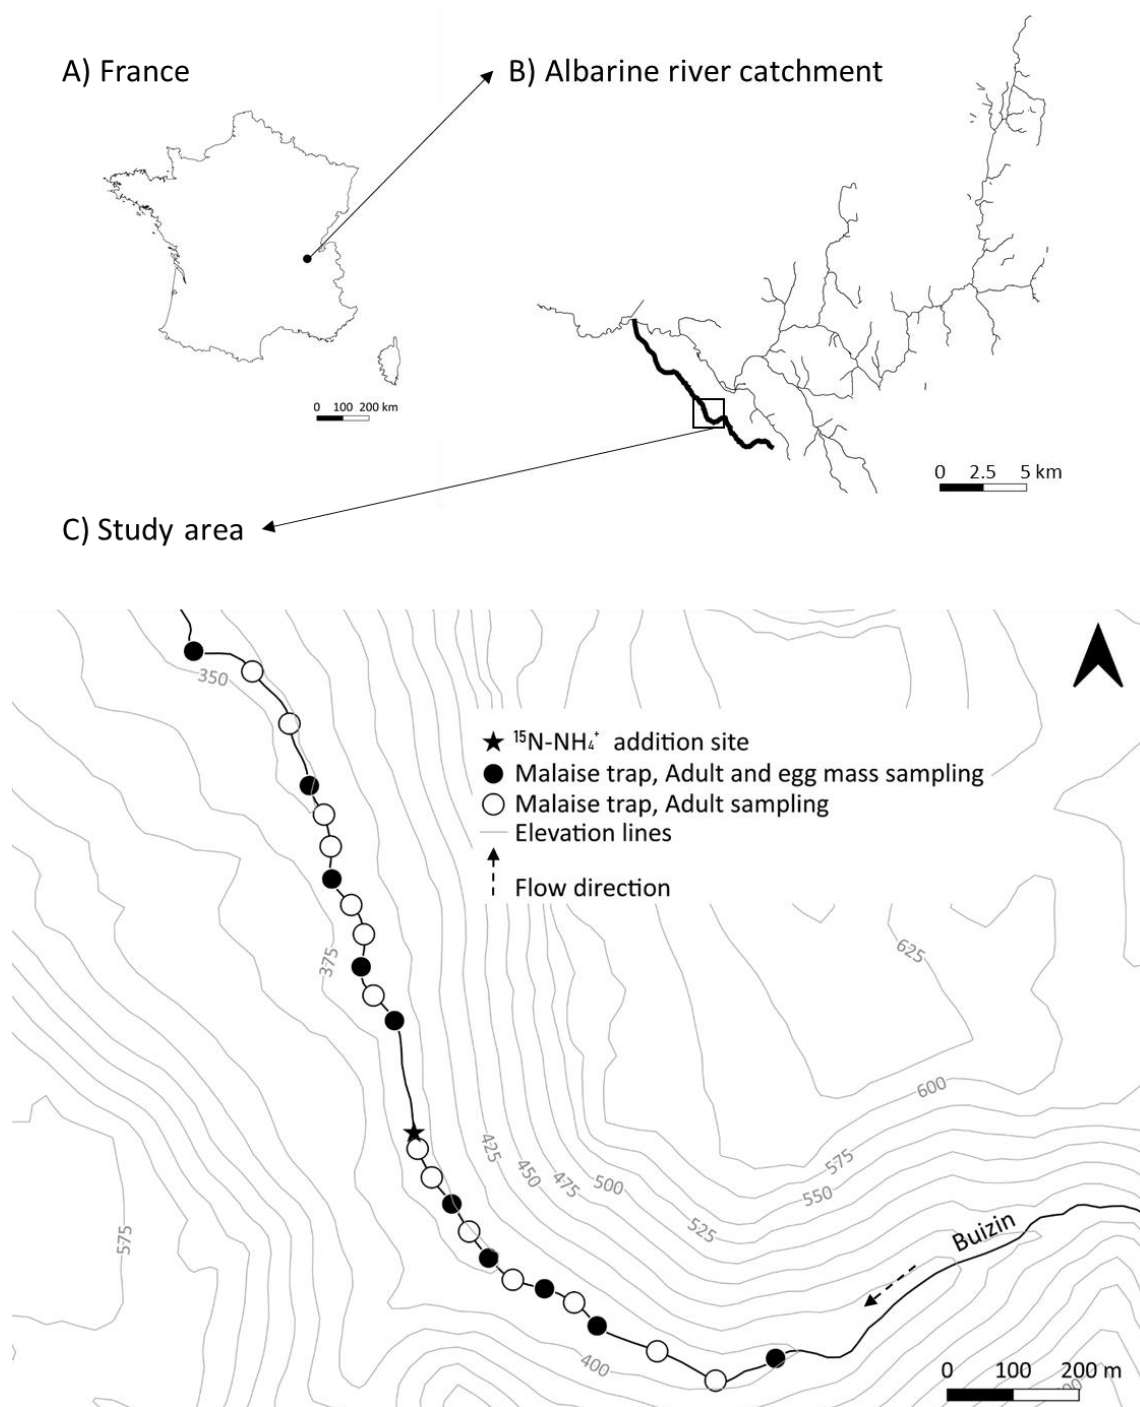 A) France
B) Albarine river catchment
0 100 200 km
0 2.5 5 km
C) Study area
350
¹⁵N-NH₄⁺ addition site
Malaise trap, Adult and egg mass sampling
Malaise trap, Adult sampling
Elevation lines
Flow direction
375
625
600
425
450
475
500
525
550
575
575
Buizin
400
0 100 200 m